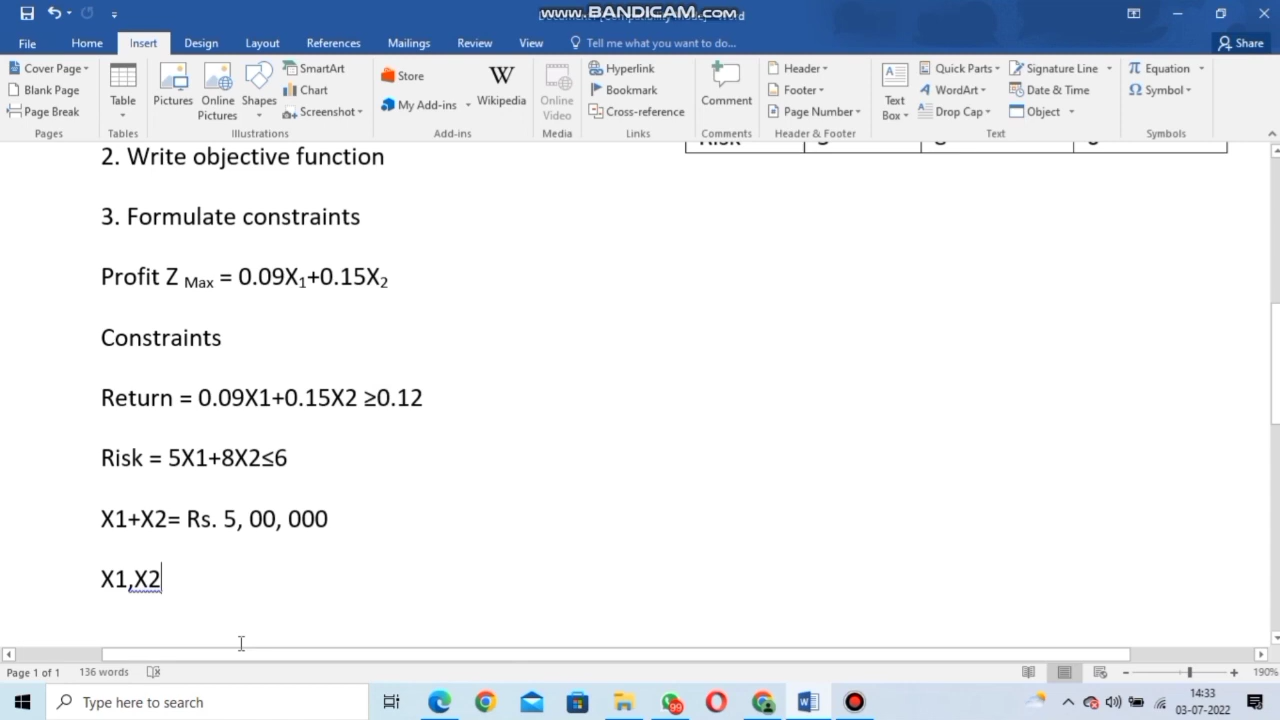 www.BANDICAM.com
File Home Insert Design Layout References Mailings Review View Tell me what you want to do... Share
Cover Page
Blank Page
Page Break
Table
Pictures
Online Pictures
Shapes
SmartArt
Chart
Screenshot
Store
My Add-ins
Wikipedia
Online Video
Hyperlink
Bookmark
Cross-reference
Comment
Header
Footer
Page Number
Text Box
Quick Parts
WordArt
Drop Cap
Signature Line
Date & Time
Object
Equation
Symbol
Pages Tables Illustrations Add-ins Media Links Comments Header & Footer Text Symbols
2. Write objective function
3. Formulate constraints
Profit Z Max = 0.09X1+0.15X2
Constraints
Return = 0.09X1+0.15X2 ≥0.12
Risk = 5X1+8X2≤6
X1+X2= Rs. 5, 00, 000
X1,X2
Page 1 of 1 136 words 190%
Type here to search
99
14:33
03-07-2022